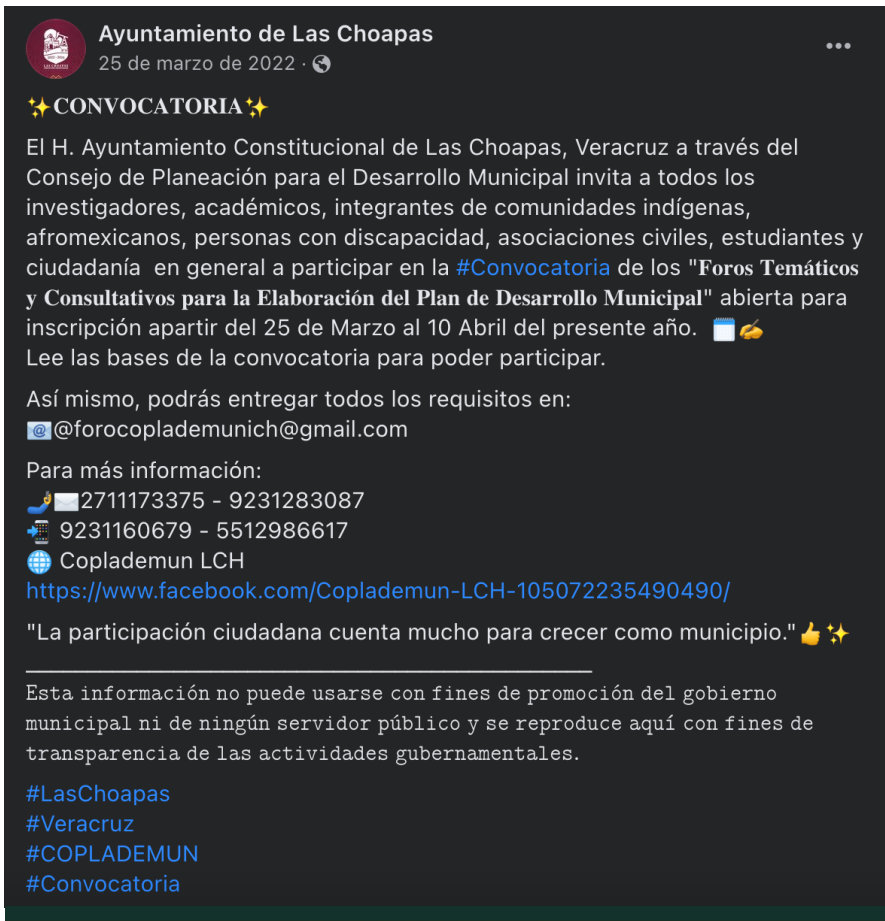 Ayuntamiento de Las Choapas
25 de marzo de 2022 ·
✨CONVOCATORIA✨
El H. Ayuntamiento Constitucional de Las Choapas, Veracruz a través del
Consejo de Planeación para el Desarrollo Municipal invita a todos los
investigadores, académicos, integrantes de comunidades indígenas,
afromexicanos, personas con discapacidad, asociaciones civiles, estudiantes y
ciudadanía en general a participar en la #Convocatoria de los "Foros Temáticos
y Consultativos para la Elaboración del Plan de Desarrollo Municipal" abierta para
inscripción apartir del 25 de Marzo al 10 Abril del presente año. 🗓️✍️
Lee las bases de la convocatoria para poder participar.
Así mismo, podrás entregar todos los requisitos en:
📧@forocoplademunich@gmail.com
Para más información:
🤳✉️2711173375 - 9231283087
📲 9231160679 - 5512986617
🌐 Coplademun LCH
https://www.facebook.com/Coplademun-LCH-105072235490490/
"La participación ciudadana cuenta mucho para crecer como municipio."👍✨
Esta información no puede usarse con fines de promoción del gobierno
municipal ni de ningún servidor público y se reproduce aquí con fines de
transparencia de las actividades gubernamentales.
#LasChoapas
#Veracruz
#COPLADEMUN
#Convocatoria